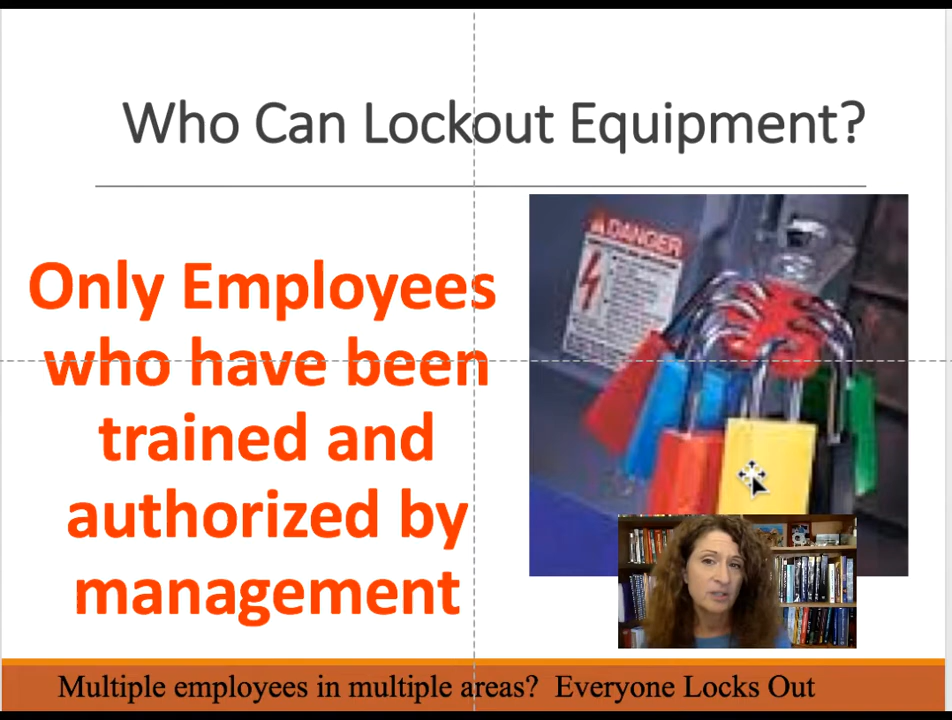 Who Can Lockout Equipment?
Only Employees
who have been
trained and
authorized by
management
DANGER
Multiple employees in multiple areas? Everyone Locks Out